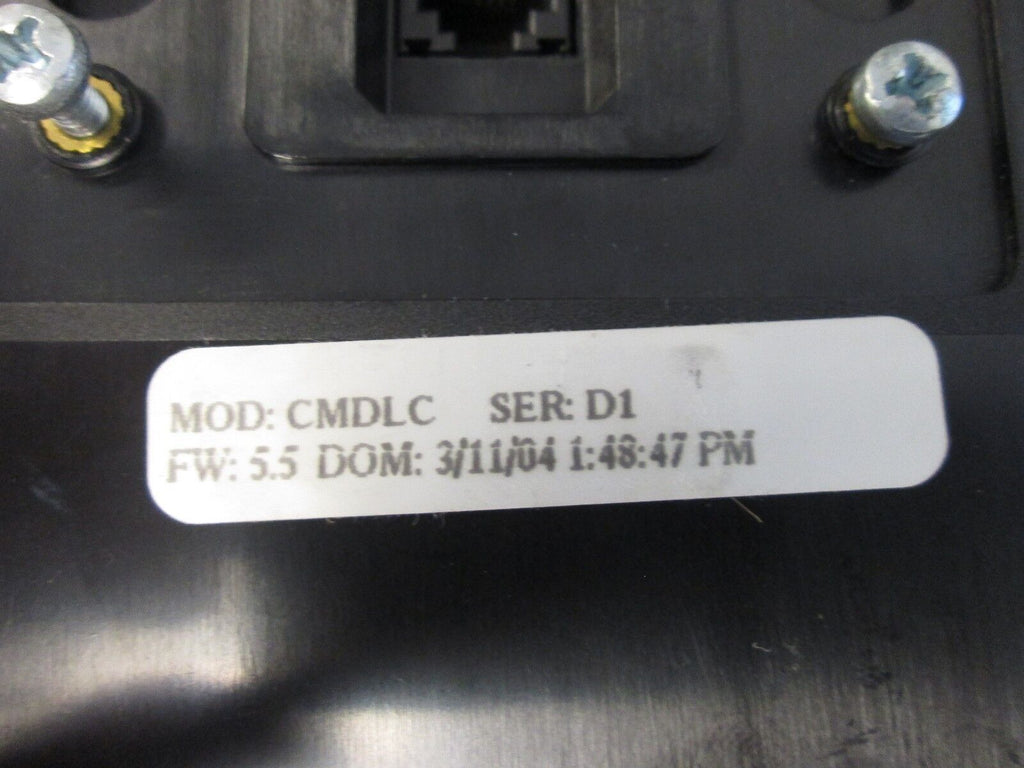 MOD: CMDLC SER: D1
FW: 5.5 DOM: 3/11/04 1:48:47 PM